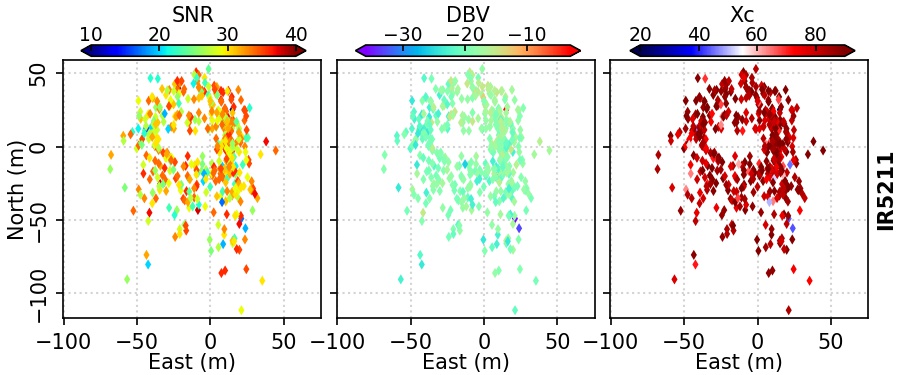 SNR DBV Xc
10 20 30 40 −30 −20 −10 20 40 60 80
50
0
−50
−100
North (m)
−100 −50 0 50 −100 −50 0 50 −100 −50 0 50
East (m) East (m) East (m)
IR5211